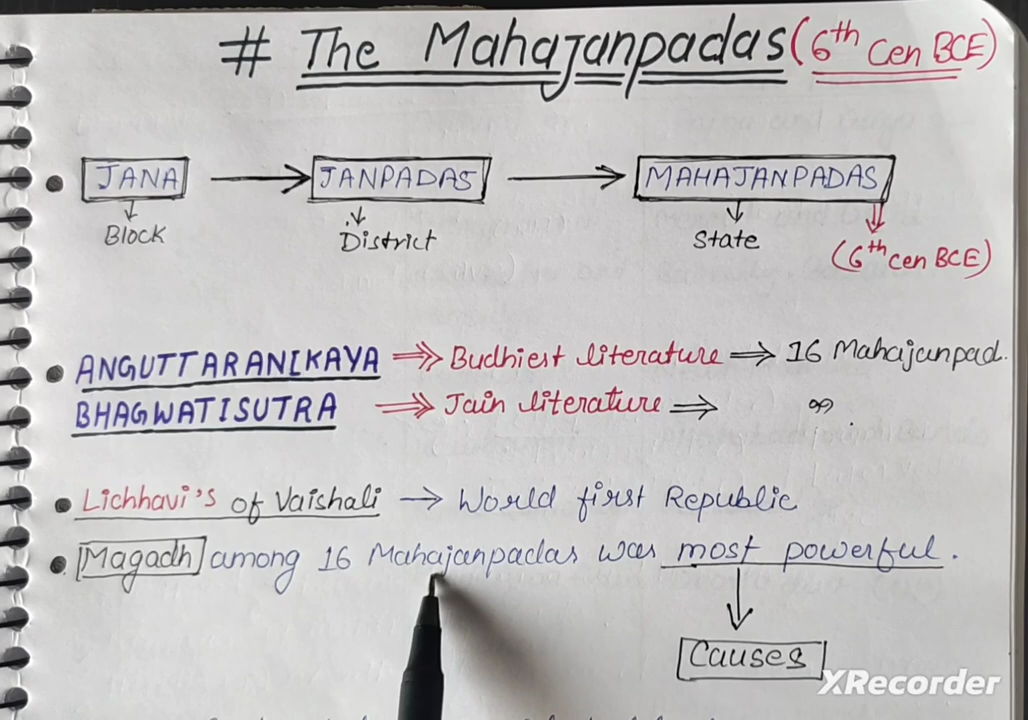 # The Mahajanpadas (6th Cen BCE)
JANA → JANPADAS → MAHAJANPADAS
Block District State (6th cen BCE)
ANGUTTARANIKAYA ⇒ Budhiest literature ⇒ 16 Mahajanpad.
BHAGWATISUTRA ⇒ Jain literature ⇒ ∞
Lichhavi's of Vaishali → World first Republic
Magadh among 16 Mahajanpadas was most powerful.
Causes
XRecorder